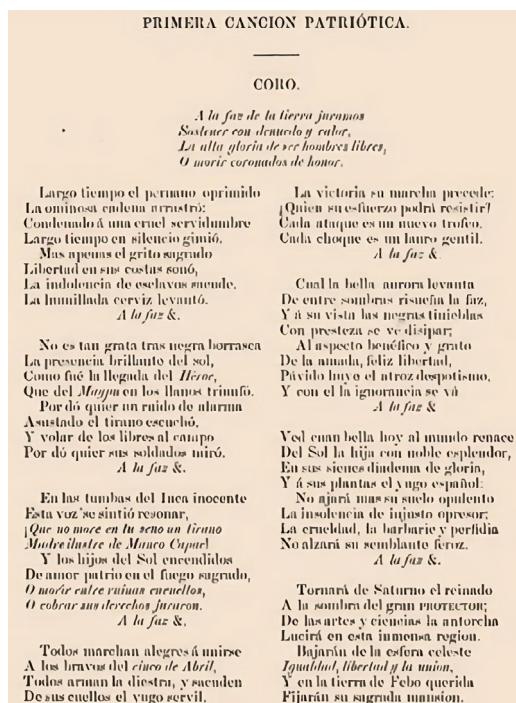 PRIMERA CANCION PATRIÓTICA.
CORO.
A la faz de la tierra juramos
Sostener con denuedo y valor,
La alta gloria de ser hombres libres,
O morir coronados de honor.
Largo tiempo el peruano oprimido
La ominosa cadena arrastró:
Condenado á una cruel servidumbre
Largo tiempo en silencio gimió.
Mas apenas el grito sagrado
Libertad en sus costas sonó,
La indolencia de esclavos sacude,
La humillada cerviz levantó.
A la faz &.
No es tan grata tras negra borrasca
La presencia brillante del sol,
Como fué la llegada del Héroe,
Que del Maypu en los llanos triunfó.
Por dó quier un ruido de alarma
Asustado el tirano escuchó,
Y volar de los libres al campo
Por dó quier sus soldados miró.
A la faz &.
En las tumbas del Inca inocente
Esta voz se sintió resonar,
¡Que no more en tu seno un tirano
Madre ilustre de Manco Capac!
Y los hijos del Sol encendidos
De amor patrio en el fuego sagrado,
O morir entre ruinas envueltos,
O cobrar sus derechos juraron.
A la faz &,
Todos marchan alegres á unirse
A los bravos del cinco de Abril,
Todos arman la diestra, y sacuden
De sus cuellos el yugo servil.
La victoria su marcha precede:
¡Quien su esfuerzo podrá resistir?
Cada ataque es un nuevo trofeo,
Cada choque es un lauro gentil.
A la faz &.
Cual la bella aurora levanta
De entre sombras risueña la faz,
Y á su vista las negras tinieblas
Con presteza se ve disipar;
Al aspecto benéfico y grato
De la amada, feliz libertad,
Pávido huye el atroz despotismo,
Y con el la ignorancia se vá
A la faz &
Ved cuan bella hoy al mundo renace
Del Sol la hija con noble esplendor,
En sus sienes diadema de gloria,
Y á sus plantas el yugo español:
No ajará mas su suelo opulento
La insolencia de injusto opresor;
La crueldad, la barbarie y perfidia
No alzará su semblante feroz.
A la faz &.
Tornará de Saturno el reinado
A la sombra del gran PROTECTOR;
De las artes y ciencias la antorcha
Lucirá en esta inmensa region.
Bajarán de la esfera celeste
Igualdad, libertad y la union,
Y en la tierra de Febo querida
Fijarán su sagrada mansion.